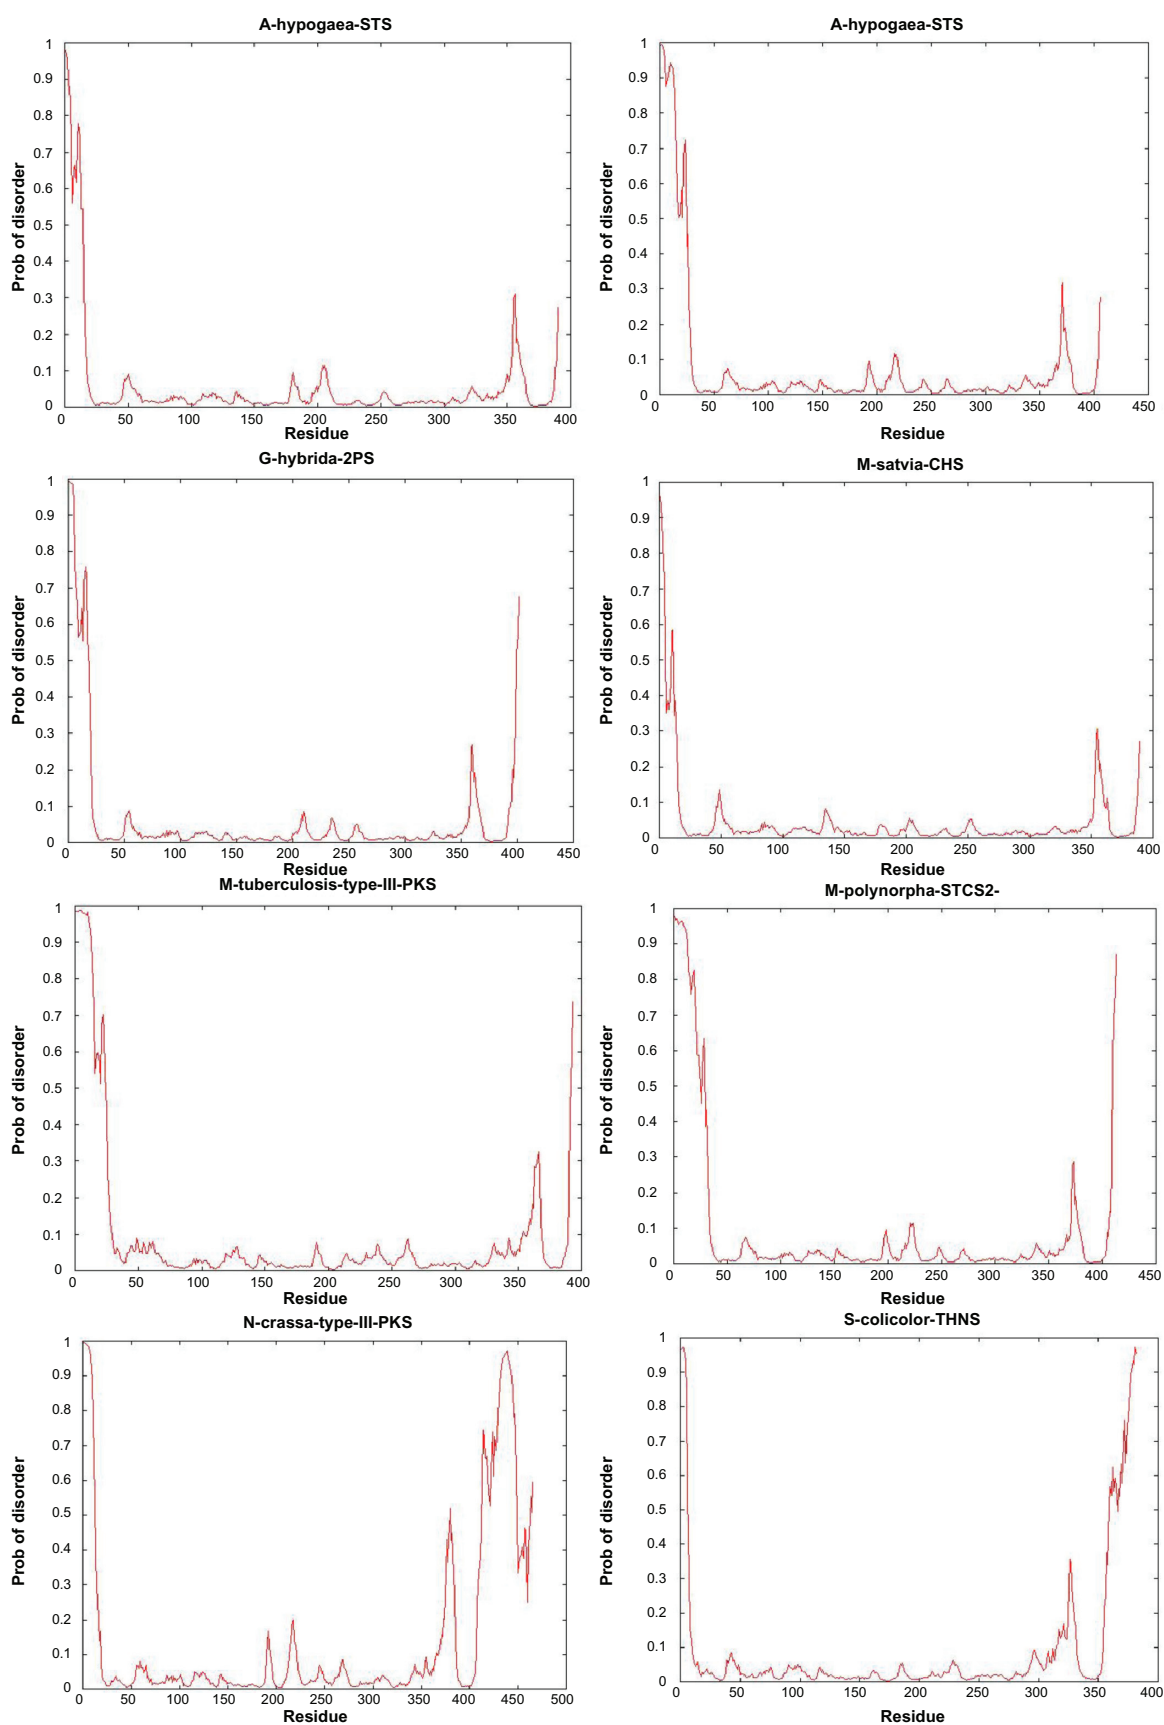 A-hypogaea-STS
Prob of disorder
1
0.9
0.8
0.7
0.6
0.5
0.4
0.3
0.2
0.1
0
0 50 100 150 200 250 300 350 400
Residue
A-hypogaea-STS
Prob of disorder
1
0.9
0.8
0.7
0.6
0.5
0.4
0.3
0.2
0.1
0
0 50 100 150 200 250 300 350 400 450
Residue
G-hybrida-2PS
Prob of disorder
1
0.9
0.8
0.7
0.6
0.5
0.4
0.3
0.2
0.1
0
0 50 100 150 200 250 300 350 400 450
Residue
M-satvia-CHS
Prob of disorder
1
0.9
0.8
0.7
0.6
0.5
0.4
0.3
0.2
0.1
0
0 50 100 150 200 250 300 350 400
Residue
M-tuberculosis-type-III-PKS
Prob of disorder
1
0.9
0.8
0.7
0.6
0.5
0.4
0.3
0.2
0.1
0
0 50 100 150 200 250 300 350 400
Residue
M-polynorpha-STCS2-
Prob of disorder
1
0.9
0.8
0.7
0.6
0.5
0.4
0.3
0.2
0.1
0
0 50 100 150 200 250 300 350 400 450
Residue
N-crassa-type-III-PKS
Prob of disorder
1
0.9
0.8
0.7
0.6
0.5
0.4
0.3
0.2
0.1
0
0 50 100 150 200 250 300 350 400 450 500
Residue
S-colicolor-THNS
Prob of disorder
1
0.9
0.8
0.7
0.6
0.5
0.4
0.3
0.2
0.1
0
0 50 100 150 200 250 300 350 400
Residue